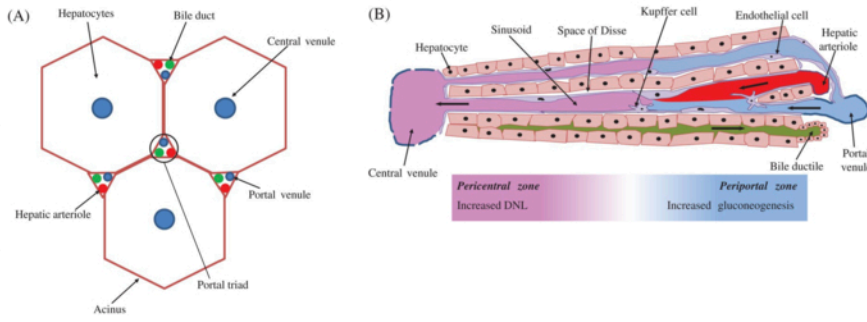 (A)
Hepatocytes
Bile duct
Central venule
Hepatic arteriole
Portal venule
Portal triad
Acinus
(B)
Hepatocyte
Sinusoid
Space of Disse
Kupffer cell
Endothelial cell
Hepatic
arteriole
Central
venule
Bile ductile
Portal
venule
Pericentral zone
Increased DNL
Periportal zone
Increased gluconeogenesis